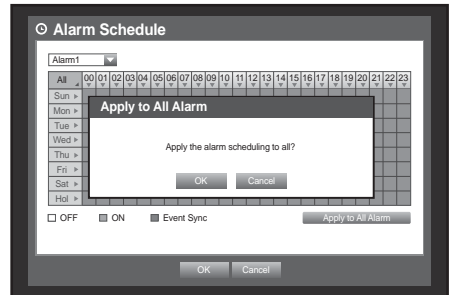 Alarm Schedule
Alarm1
All 00 01 02 03 04 05 06 07 08 09 10 11 12 13 14 15 16 17 18 19 20 21 22 23
Sun
Mon
Tue
Wed
Thu
Fri
Sat
Hol
Apply to All Alarm
Apply the alarm scheduling to all?
OK Cancel
OFF ON Event Sync Apply to All Alarm
OK Cancel